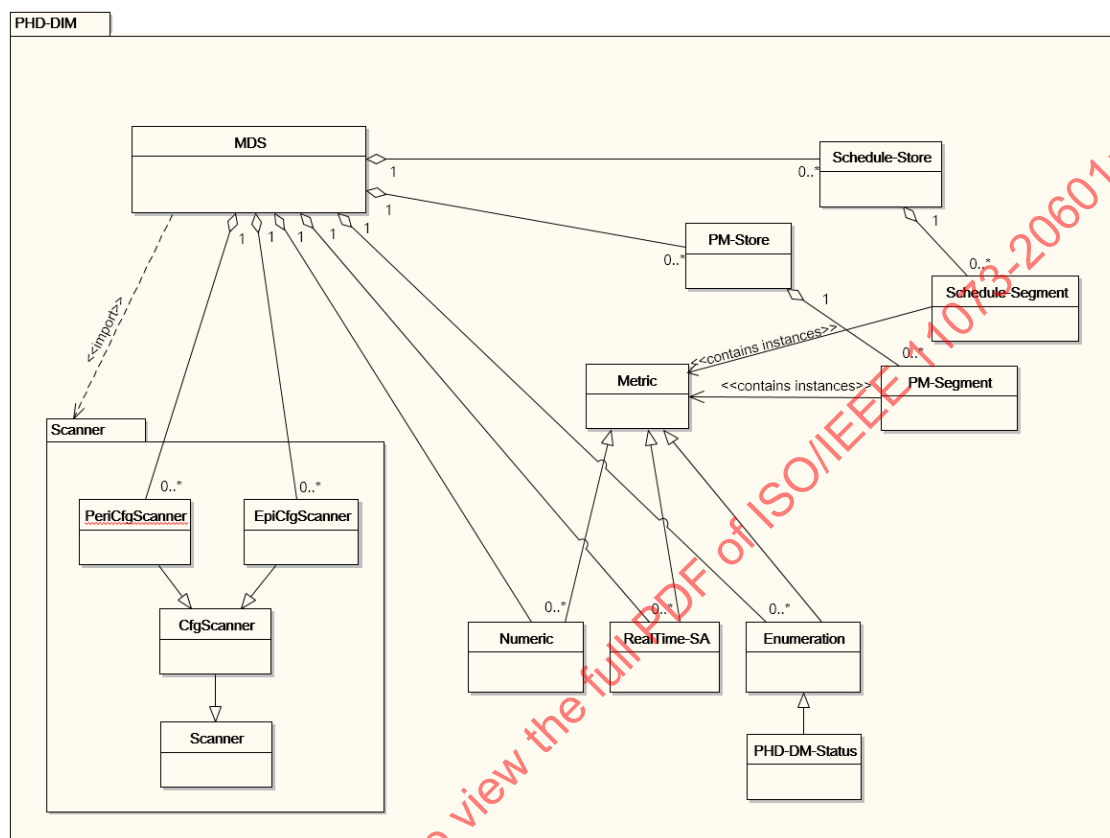 PHD-DIM
MDS
Schedule-Store
1
0..*
1
PM-Store
0..*
1
1
1
1
1
1
1
0..*
Schedule-Segment
<<import>>
<<contains instances>>
1
0..*
Metric
<<contains instances>>
PM-Segment
Scanner
0..*
0..*
PeriCfgScanner
EpiCfgScanner
CfgScanner
Scanner
0..*
0..*
0..*
Numeric
RealTime-SA
Enumeration
PHD-DM-Status
view the full PDF of ISO/IEEE 11073-20601